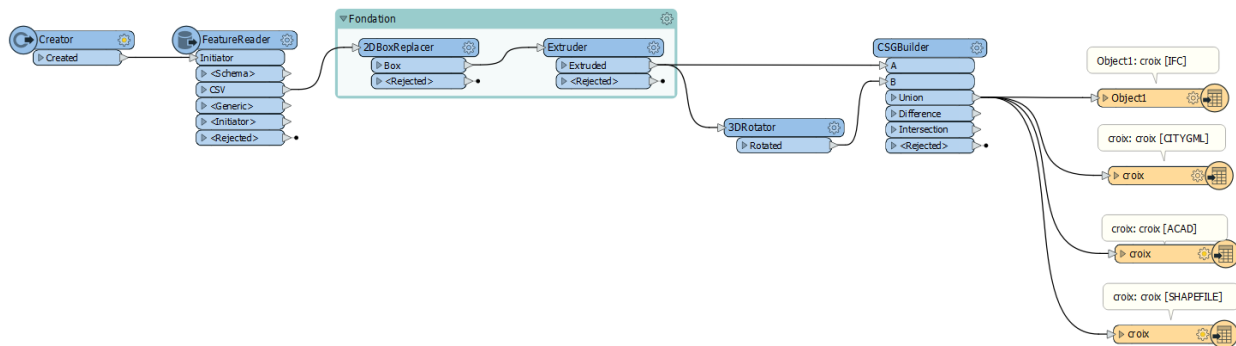 Creator
Created
FeatureReader
Initiator
<Schema>
CSV
<Generic>
<Initiator>
<Rejected>
Fondation
2DBoxReplacer
Box
<Rejected>
Extruder
Extruded
<Rejected>
3DRotator
Rotated
CSGBuilder
A
B
Union
Difference
Intersection
<Rejected>
Object1: croix [IFC]
Object1
croix: croix [CITYGML]
croix
croix: croix [ACAD]
croix
croix: croix [SHAPEFILE]
croix